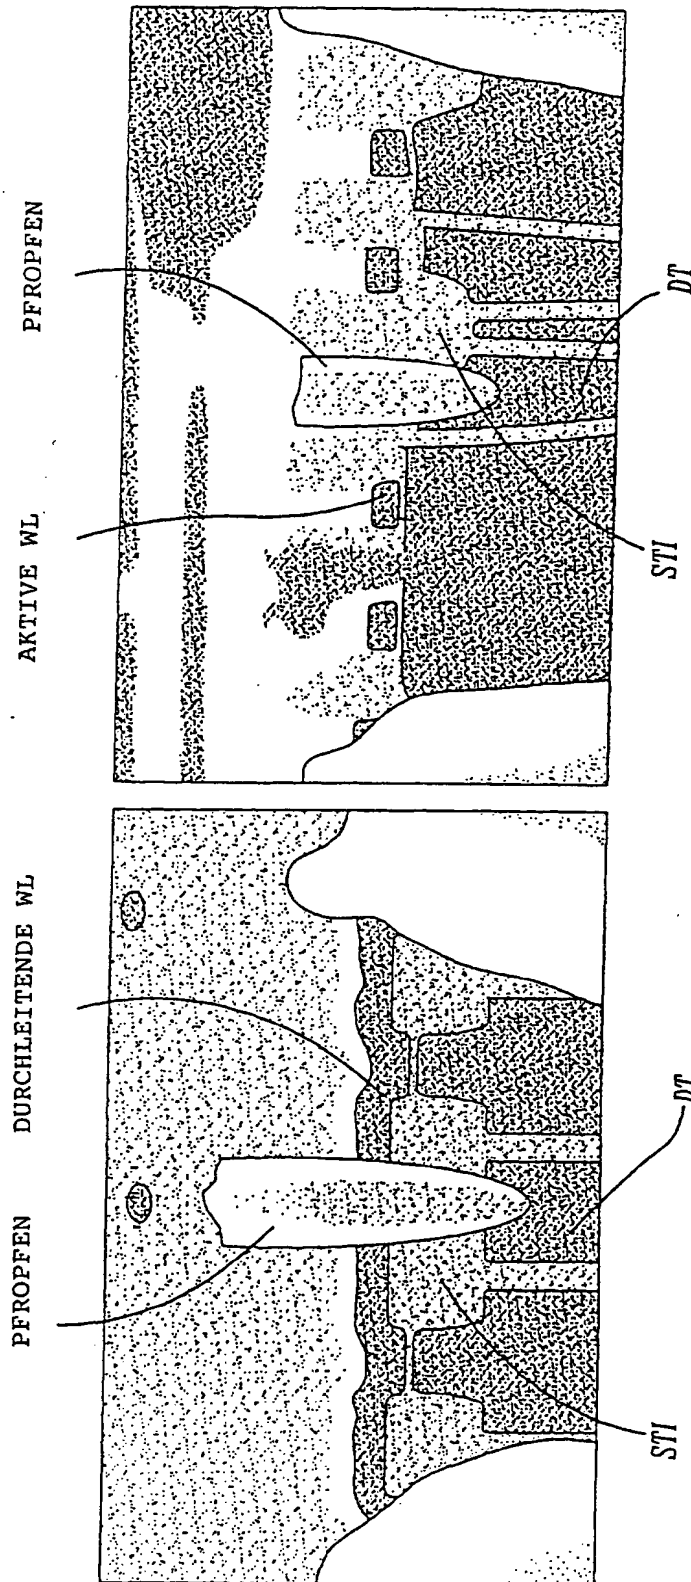 PFROPFEN
DURCHLEITENDE WL
AKTIVE WL
PFROPFEN
STI
DT
STI
DT